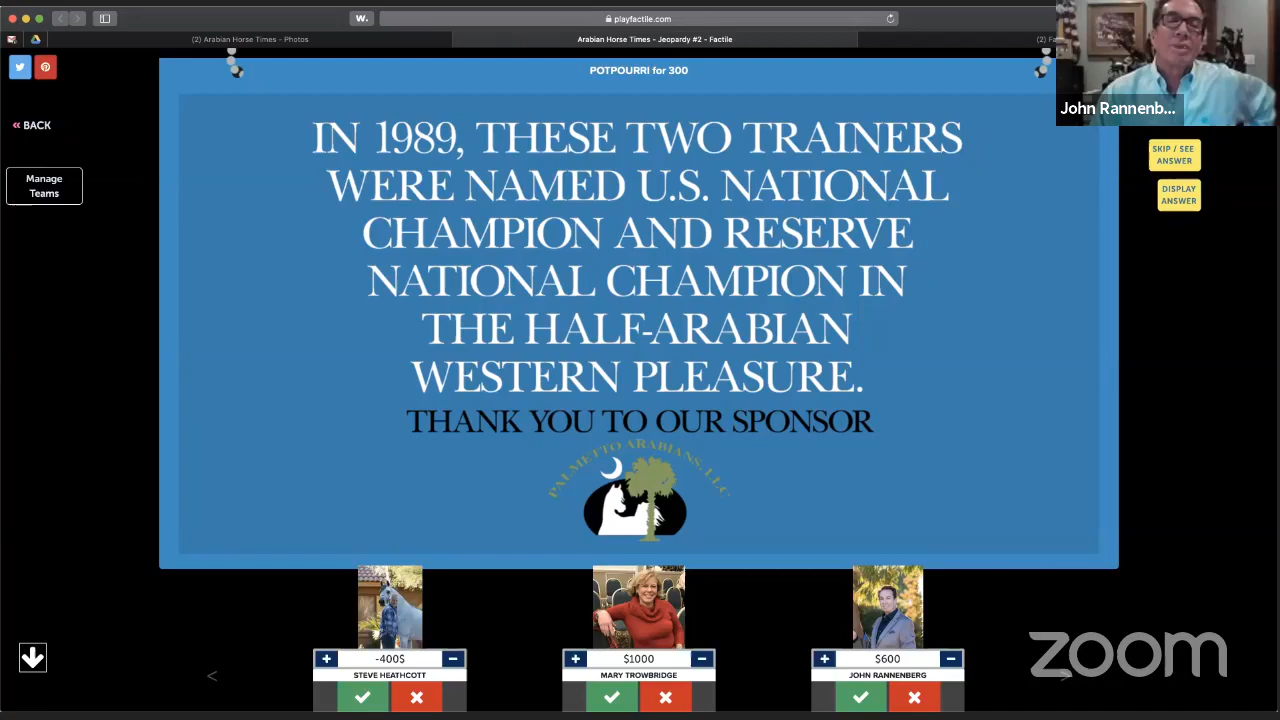 W.
playfactile.com
(2) Arabian Horse Times - Photos
Arabian Horse Times - Jeopardy #2 - Factile
John Rannenb...
POTPOURRI for 300
« BACK
Manage
Teams
IN 1989, THESE TWO TRAINERS
WERE NAMED U.S. NATIONAL
CHAMPION AND RESERVE
NATIONAL CHAMPION IN
THE HALF-ARABIAN
WESTERN PLEASURE.
THANK YOU TO OUR SPONSOR
PALMETTO ARABIANS, LLC
SKIP / SEE
ANSWER
DISPLAY
ANSWER
-400$
STEVE HEATHCOTT
$1000
MARY TROWBRIDGE
$600
JOHN RANNENBERG
zoom